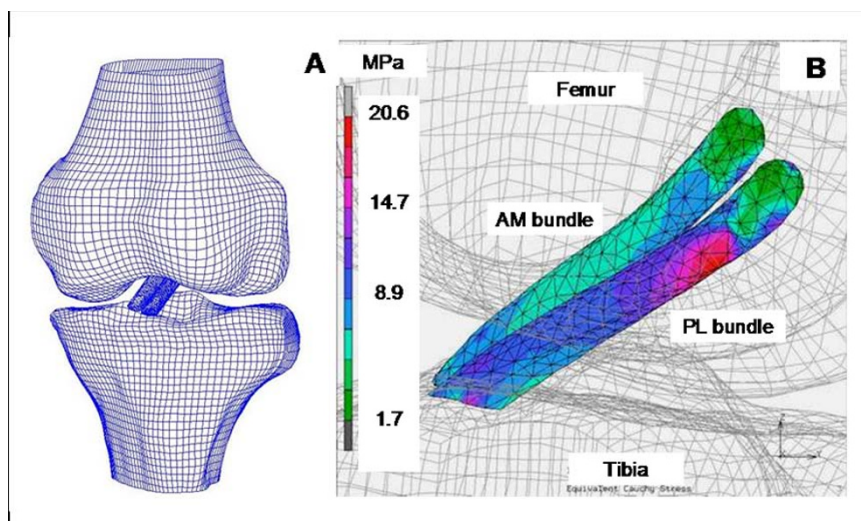 A
MPa
20.6
14.7
8.9
1.7
B
Femur
AM bundle
PL bundle
Tibia
Equivalent Cauchy Stress